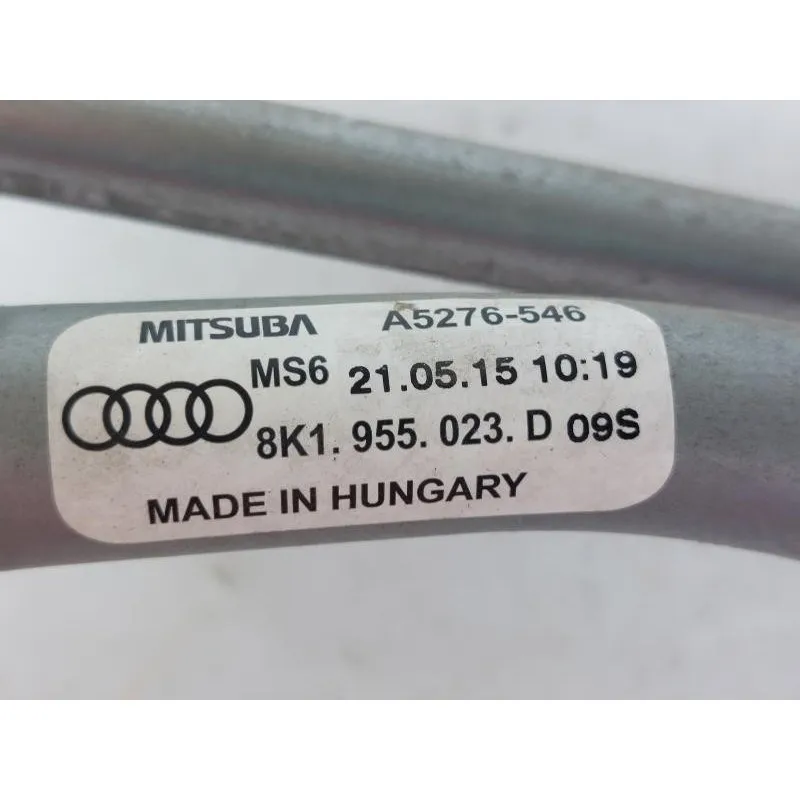 MITSUBA A5276-546
MS6 21.05.15 10:19
8K1. 955. 023. D 09S
MADE IN HUNGARY